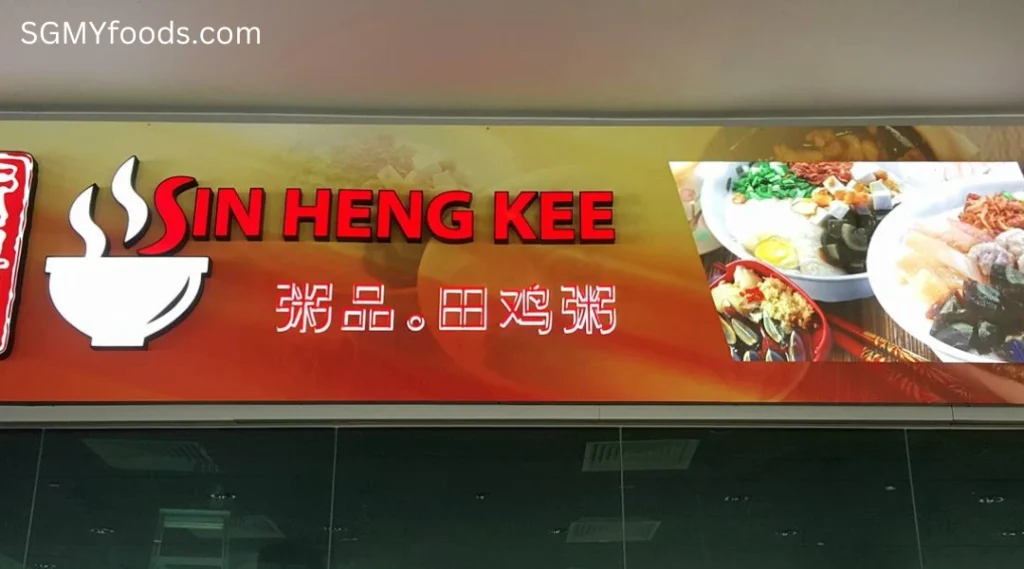 SGMYfoods.com
SIN HENG KEE
粥品。田鸡粥